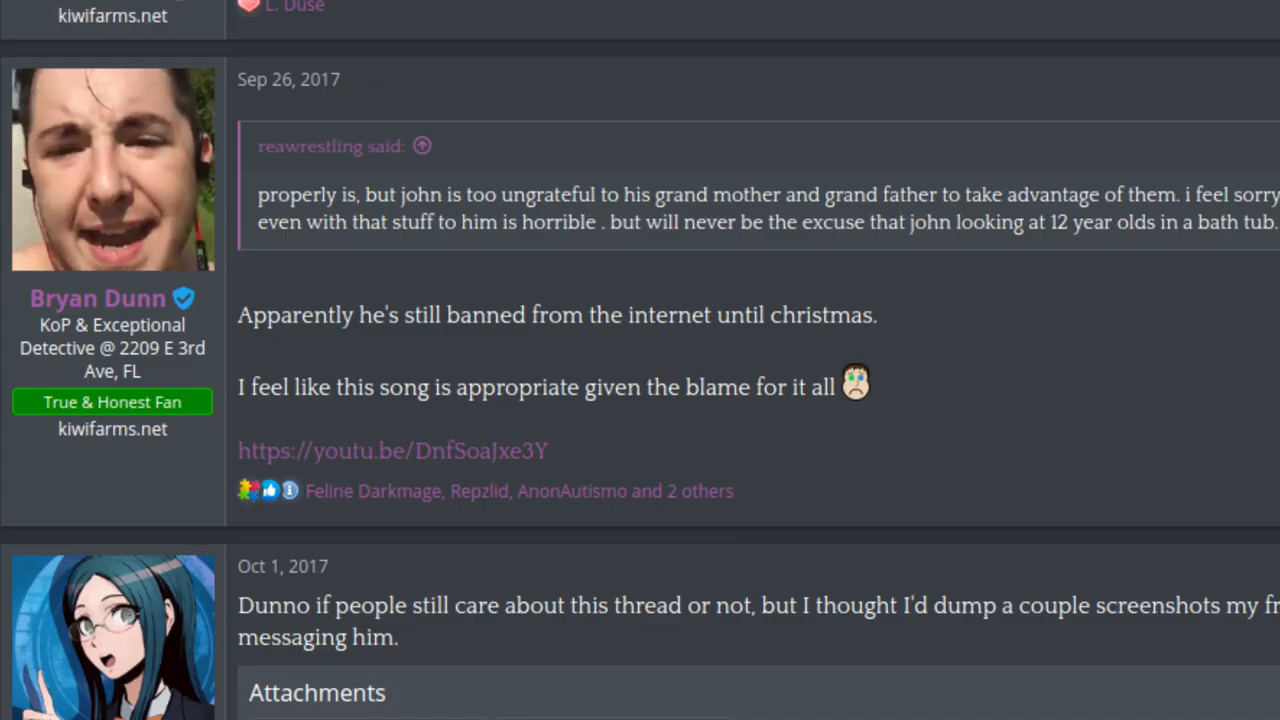 kiwifarms.net
L. Duse
Sep 26, 2017
reawrestling said:
properly is, but john is too ungrateful to his grand mother and grand father to take advantage of them. i feel sorry
even with that stuff to him is horrible . but will never be the excuse that john looking at 12 year olds in a bath tub.
Bryan Dunn
KoP & Exceptional
Detective @ 2209 E 3rd
Ave, FL
True & Honest Fan
kiwifarms.net
Apparently he's still banned from the internet until christmas.
I feel like this song is appropriate given the blame for it all
https://youtu.be/DnfSoaJxe3Y
Feline Darkmage, Repzlid, AnonAutismo and 2 others
Oct 1, 2017
Dunno if people still care about this thread or not, but I thought I'd dump a couple screenshots my fr
messaging him.
Attachments